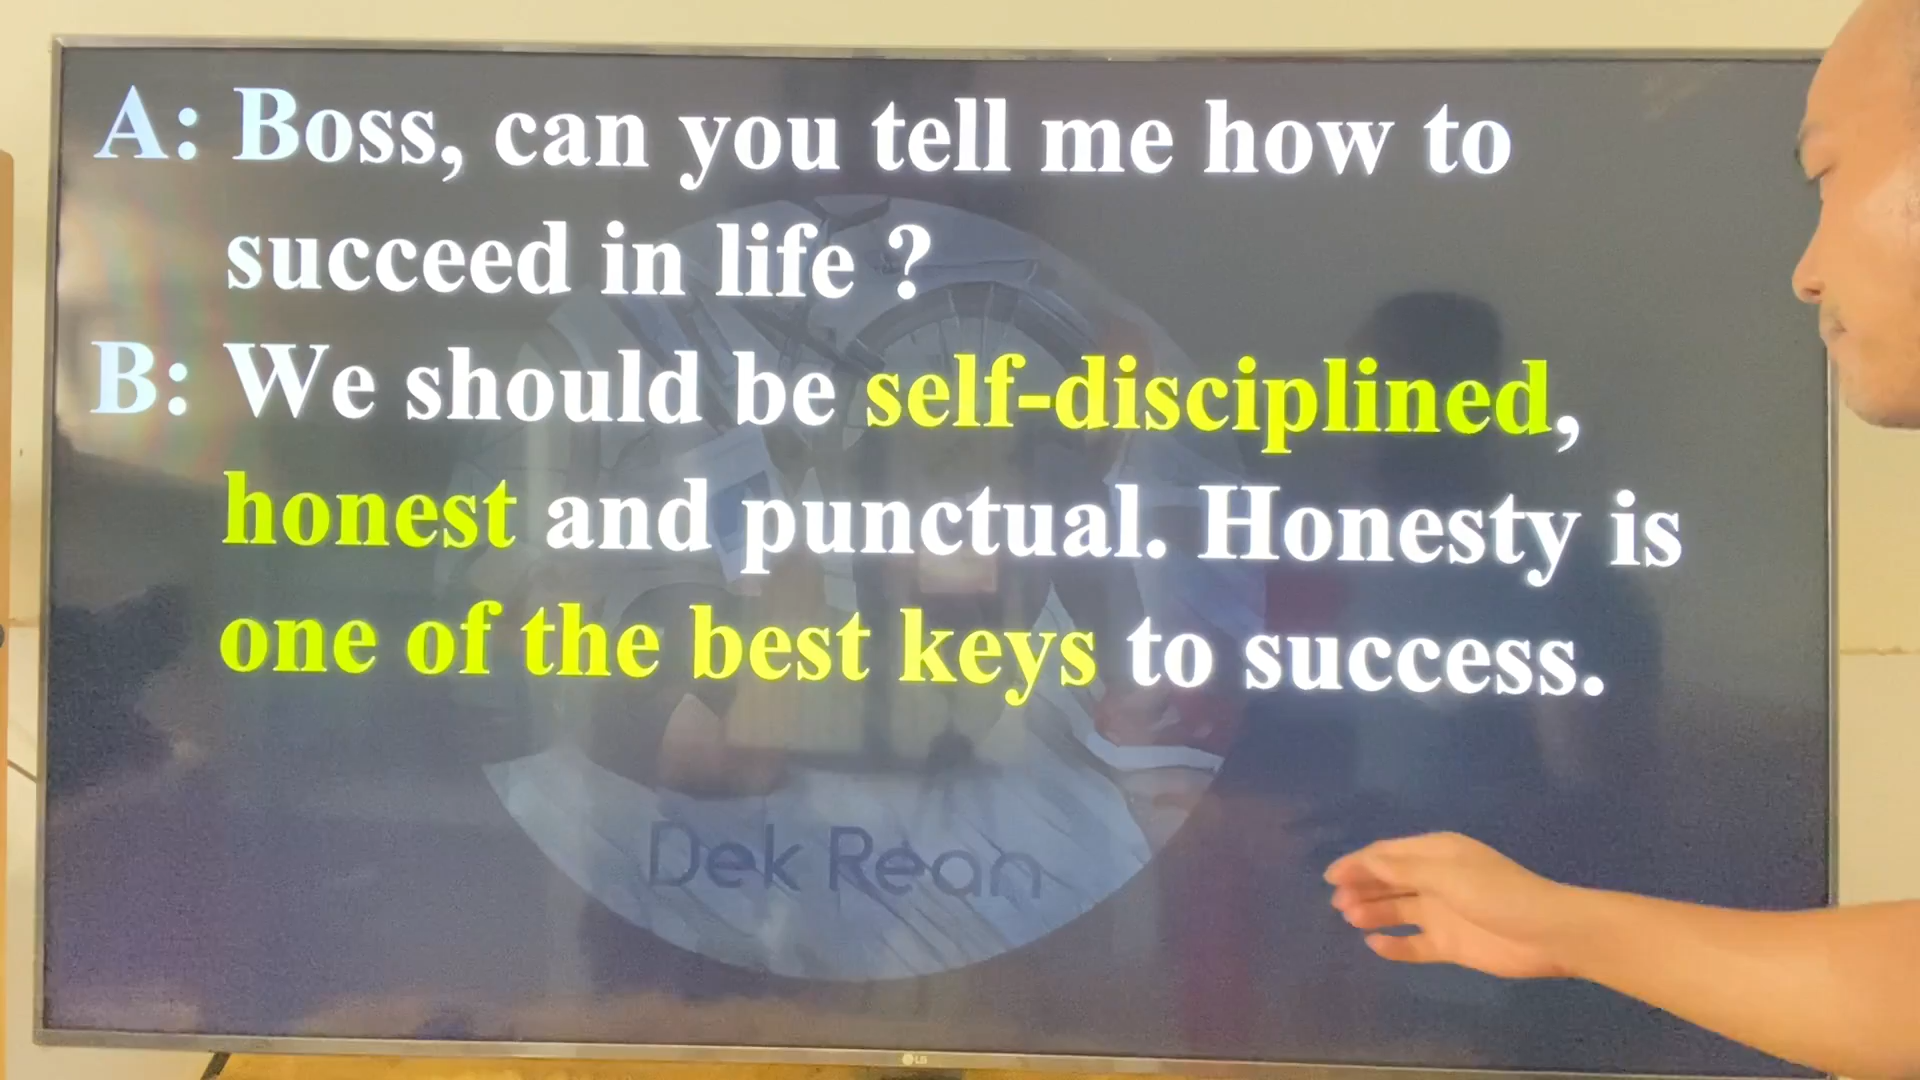 A: Boss, can you tell me how to
succeed in life ?
B: We should be self-disciplined,
honest and punctual. Honesty is
one of the best keys to success.
Dek Rean
LG